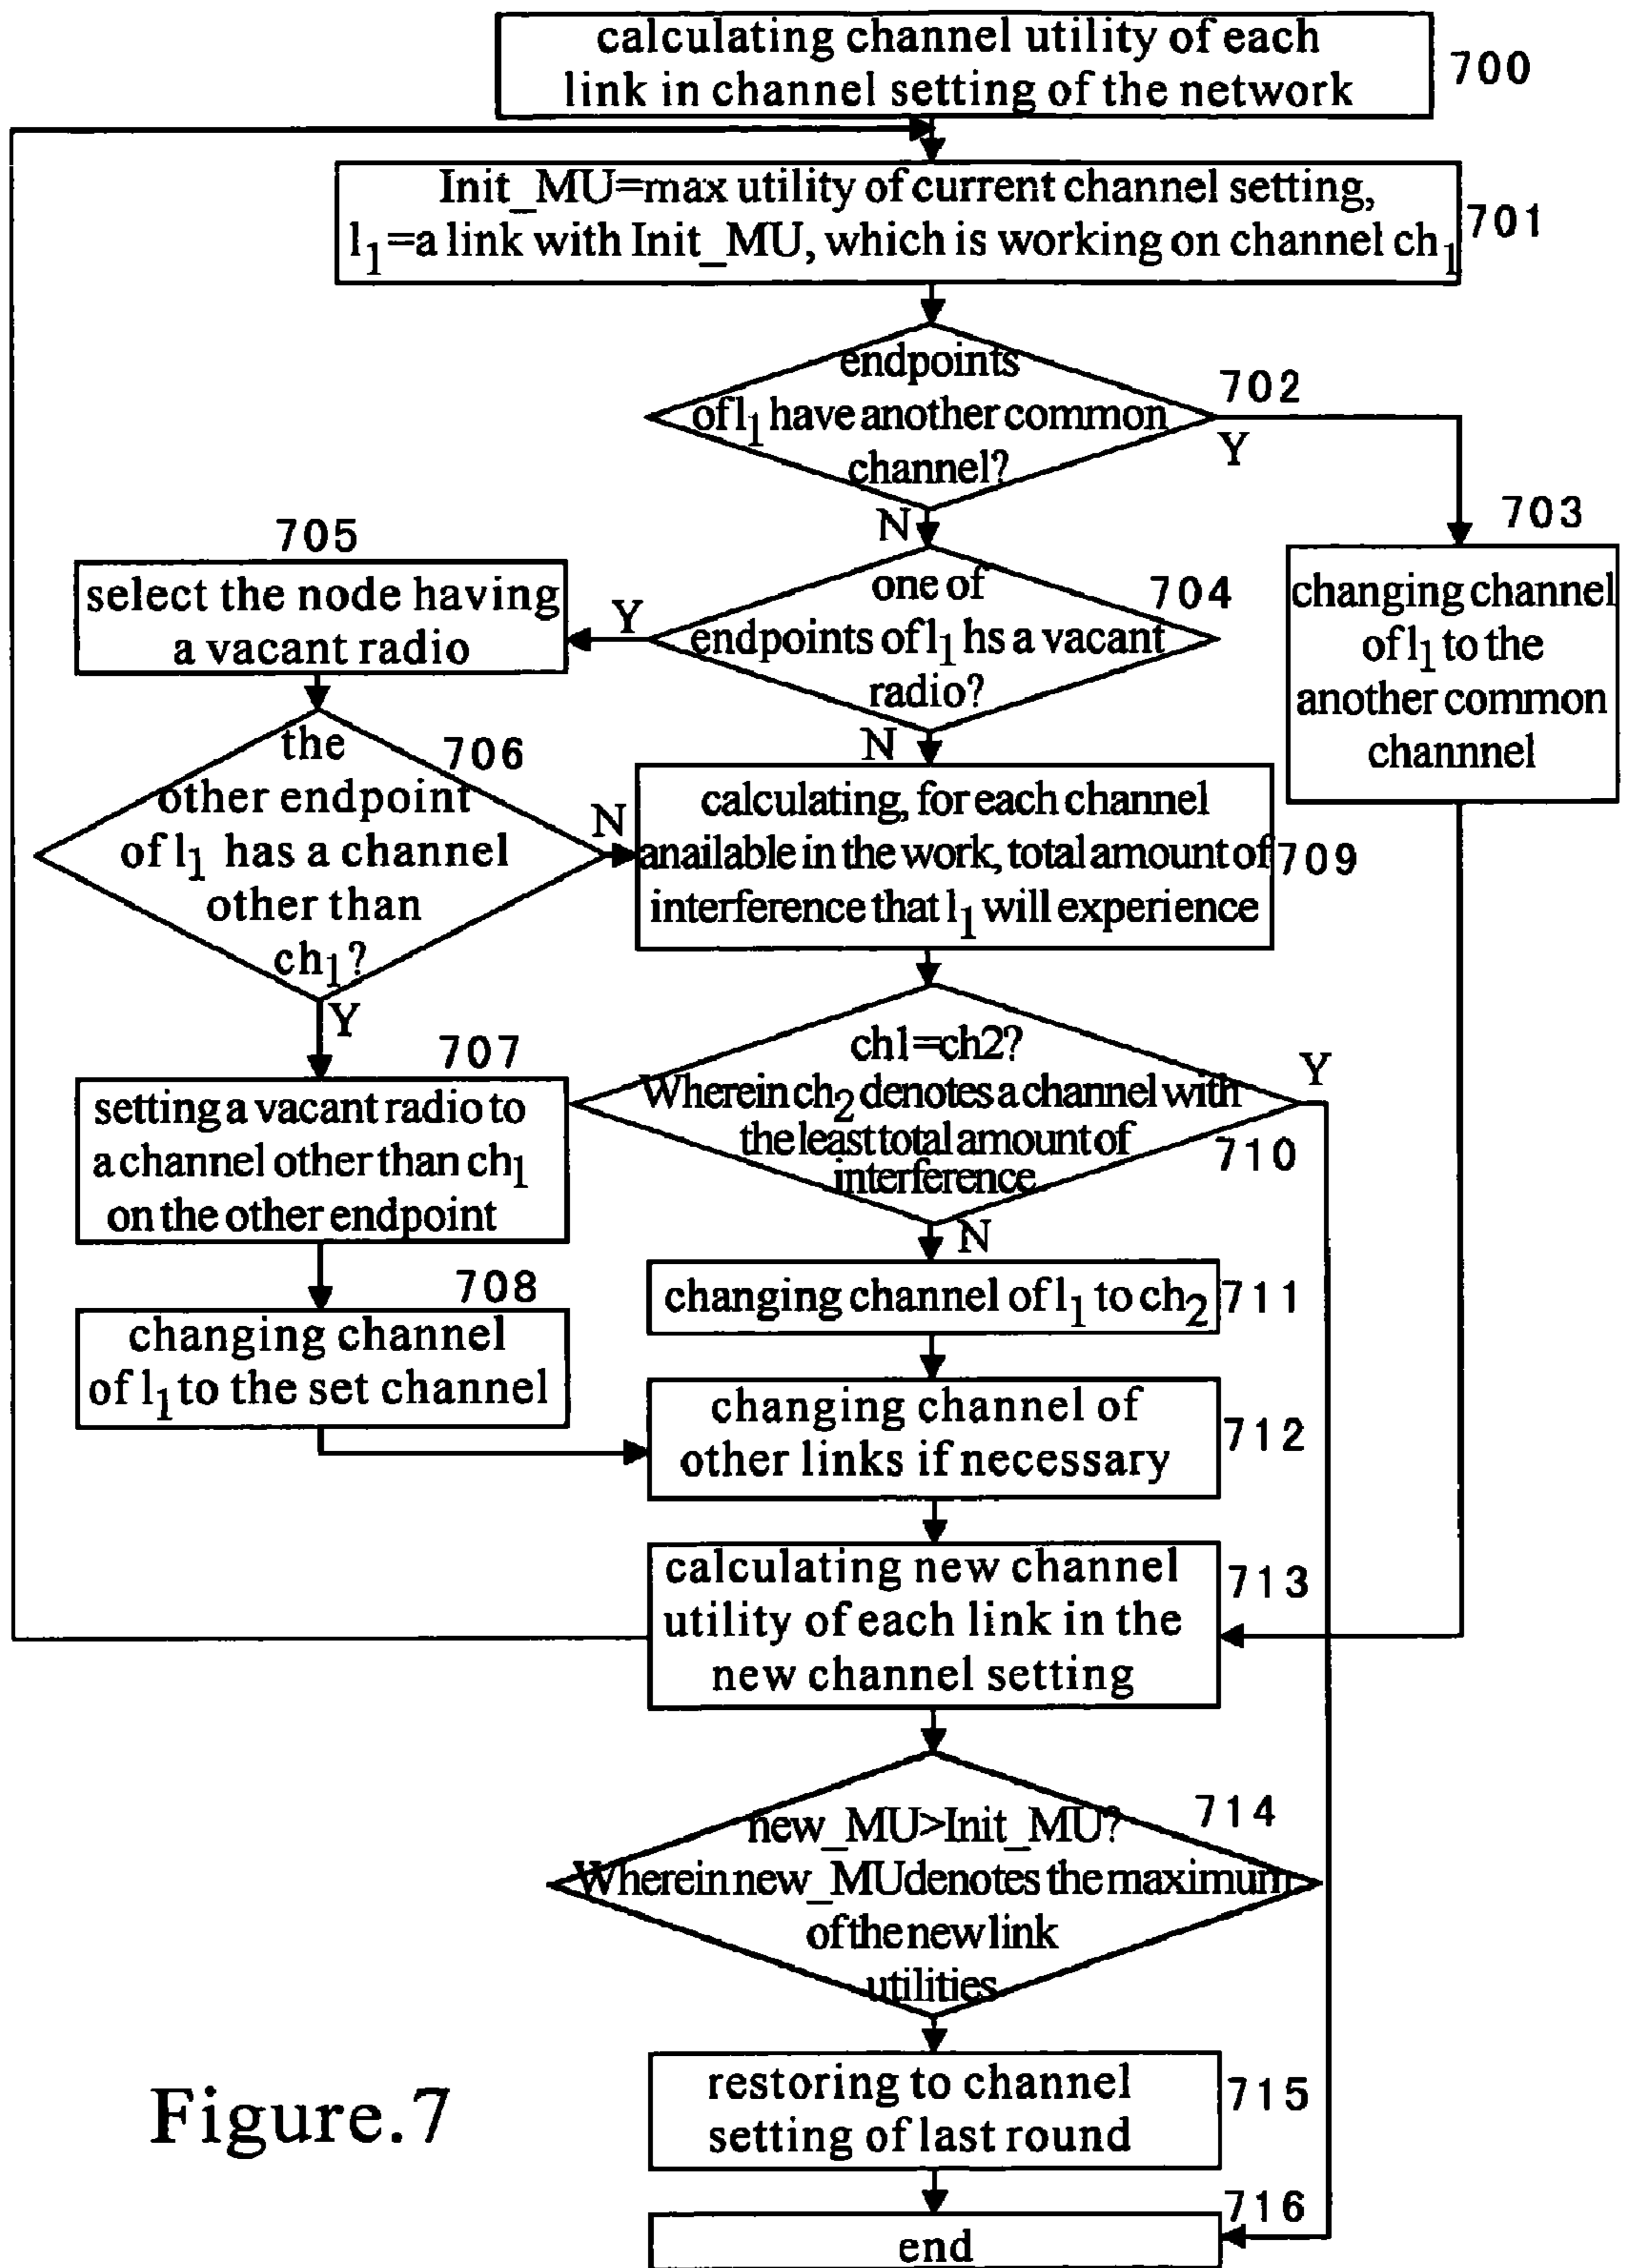 calculating channel utility of each
link in channel setting of the network
700
Init_MU=max utility of current channel setting,
l1=a link with Init_MU, which is working on channel ch1
701
endpoints
of l1 have another common
channel?
702
Y
N
703
changing channel
of l1 to the
another common
channnel
705
select the node having
a vacant radio
one of
endpoints of l1 hs a vacant
radio?
704
Y
N
the
other endpoint
of l1 has a channel
other than
ch1?
706
N
Y
calculating, for each channel
anailable in the work, total amount of
interference that l1 will experience
709
707
setting a vacant radio to
a channel other than ch1
on the other endpoint
ch1=ch2?
Wherein ch2 denotes a channel with
the least total amount of
interference
Y
710
N
708
changing channel
of l1 to the set channel
changing channel of l1 to ch2
711
changing channel of
other links if necessary
712
calculating new channel
utility of each link in the
new channel setting
713
new_MU>Init_MU?
Wherein new_MU denotes the maximum
of the new link
utilities
714
restoring to channel
setting of last round
715
716
end
Figure.7